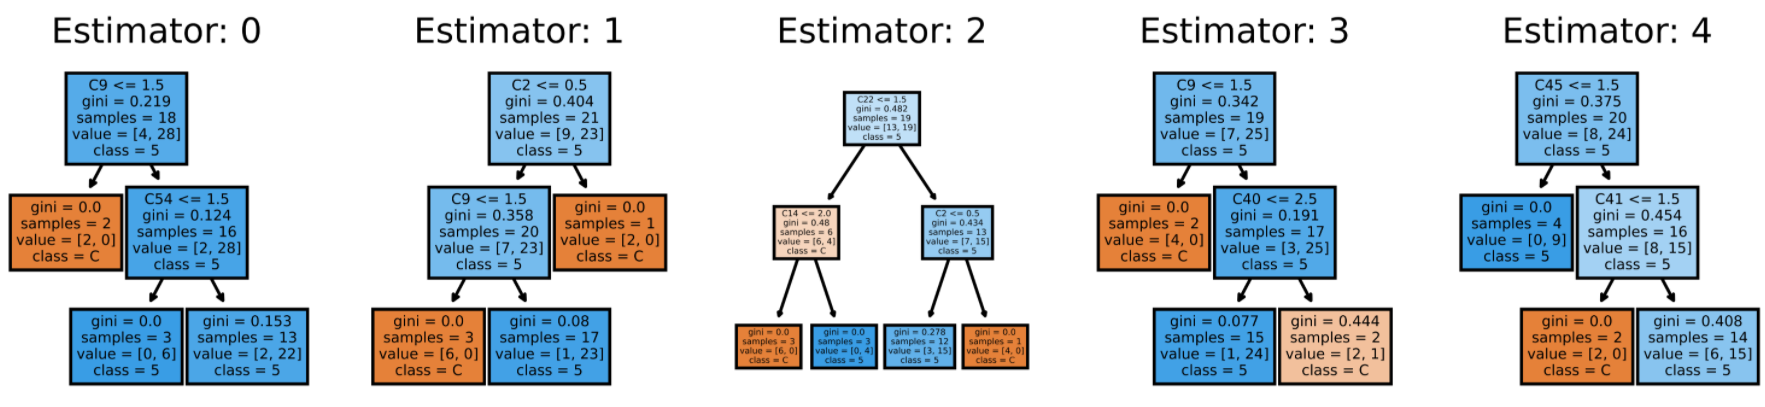 Estimator: 0
C9 <= 1.5
gini = 0.219
samples = 18
value = [4, 28]
class = 5
gini = 0.0
samples = 2
value = [2, 0]
class = C
C54 <= 1.5
gini = 0.124
samples = 16
value = [2, 28]
class = 5
gini = 0.0
samples = 3
value = [0, 6]
class = 5
gini = 0.153
samples = 13
value = [2, 22]
class = 5
Estimator: 1
C2 <= 0.5
gini = 0.404
samples = 21
value = [9, 23]
class = 5
C9 <= 1.5
gini = 0.358
samples = 20
value = [7, 23]
class = 5
gini = 0.0
samples = 1
value = [2, 0]
class = C
gini = 0.0
samples = 3
value = [6, 0]
class = C
gini = 0.08
samples = 17
value = [1, 23]
class = 5
Estimator: 2
C22 <= 1.5
gini = 0.482
samples = 19
value = [13, 19]
class = 5
C14 <= 2.0
gini = 0.48
samples = 6
value = [6, 4]
class = C
C2 <= 0.5
gini = 0.434
samples = 13
value = [7, 15]
class = 5
gini = 0.0
samples = 3
value = [6, 0]
class = C
gini = 0.0
samples = 3
value = [0, 4]
class = 5
gini = 0.278
samples = 12
value = [3, 15]
class = 5
gini = 0.0
samples = 1
value = [4, 0]
class = C
Estimator: 3
C9 <= 1.5
gini = 0.342
samples = 19
value = [7, 25]
class = 5
gini = 0.0
samples = 2
value = [4, 0]
class = C
C40 <= 2.5
gini = 0.191
samples = 17
value = [3, 25]
class = 5
gini = 0.077
samples = 15
value = [1, 24]
class = 5
gini = 0.444
samples = 2
value = [2, 1]
class = C
Estimator: 4
C45 <= 1.5
gini = 0.375
samples = 20
value = [8, 24]
class = 5
gini = 0.0
samples = 4
value = [0, 9]
class = 5
C41 <= 1.5
gini = 0.454
samples = 16
value = [8, 15]
class = 5
gini = 0.0
samples = 2
value = [2, 0]
class = C
gini = 0.408
samples = 14
value = [6, 15]
class = 5